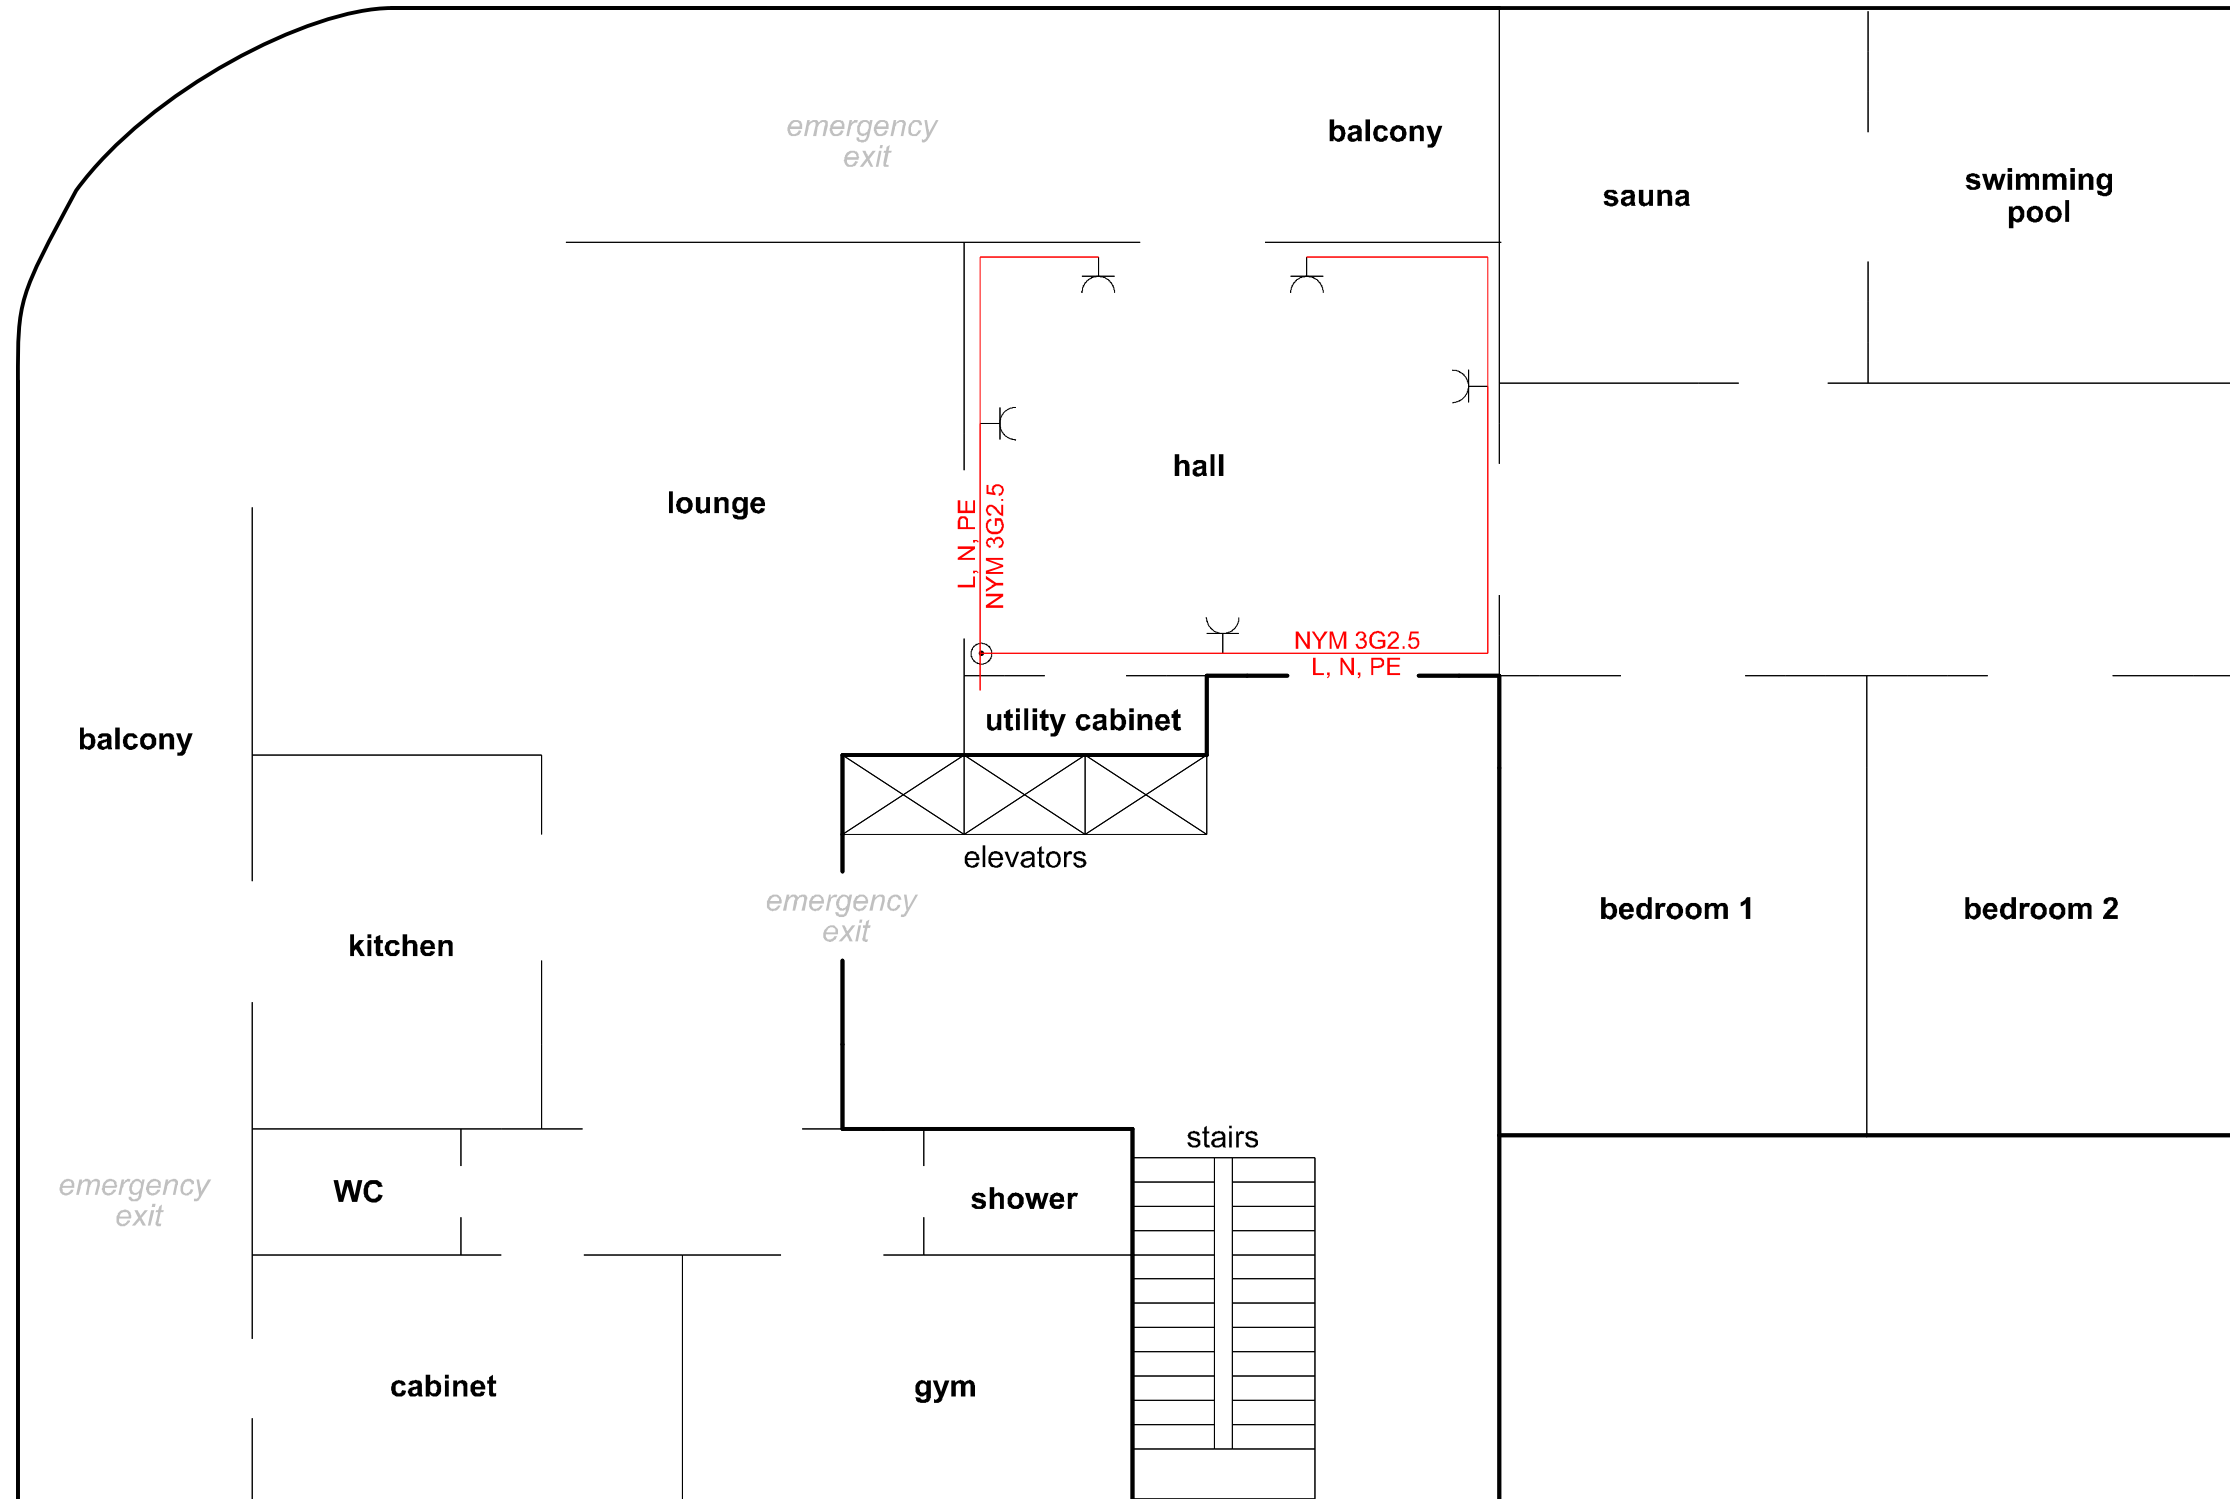 emergency
exit
balcony
sauna
swimming
pool
hall
lounge
L, N, PE
NYM 3G2.5
NYM 3G2.5
L, N, PE
utility cabinet
balcony
elevators
emergency
exit
kitchen
bedroom 1
bedroom 2
stairs
emergency
exit
WC
shower
cabinet
gym